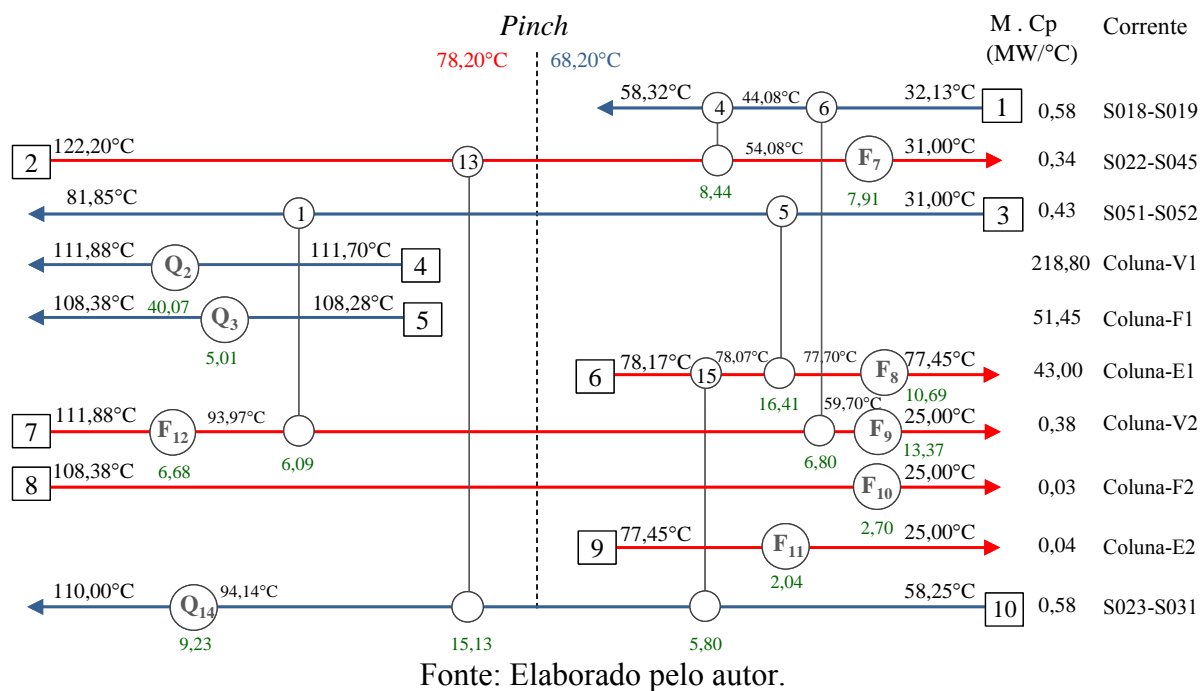 Pinch
M . Cp
(MW/°C)
Corrente
78,20°C
68,20°C
58,32°C
4
44,08°C
6
32,13°C
1
0,58
S018-S019
2
122,20°C
13
54,08°C
F7
31,00°C
0,34
S022-S045
8,44
7,91
81,85°C
1
5
31,00°C
3
0,43
S051-S052
111,88°C
Q2
111,70°C
4
218,80
Coluna-V1
40,07
108,38°C
Q3
108,28°C
5
51,45
Coluna-F1
5,01
6
78,17°C
15
78,07°C
77,70°C
F8
77,45°C
43,00
Coluna-E1
16,41
10,69
7
111,88°C
F12
93,97°C
59,70°C
F9
25,00°C
0,38
Coluna-V2
6,68
6,09
6,80
13,37
8
108,38°C
F10
25,00°C
0,03
Coluna-F2
2,70
9
77,45°C
F11
25,00°C
0,04
Coluna-E2
2,04
110,00°C
Q14
94,14°C
58,25°C
10
0,58
S023-S031
9,23
15,13
5,80
Fonte: Elaborado pelo autor.